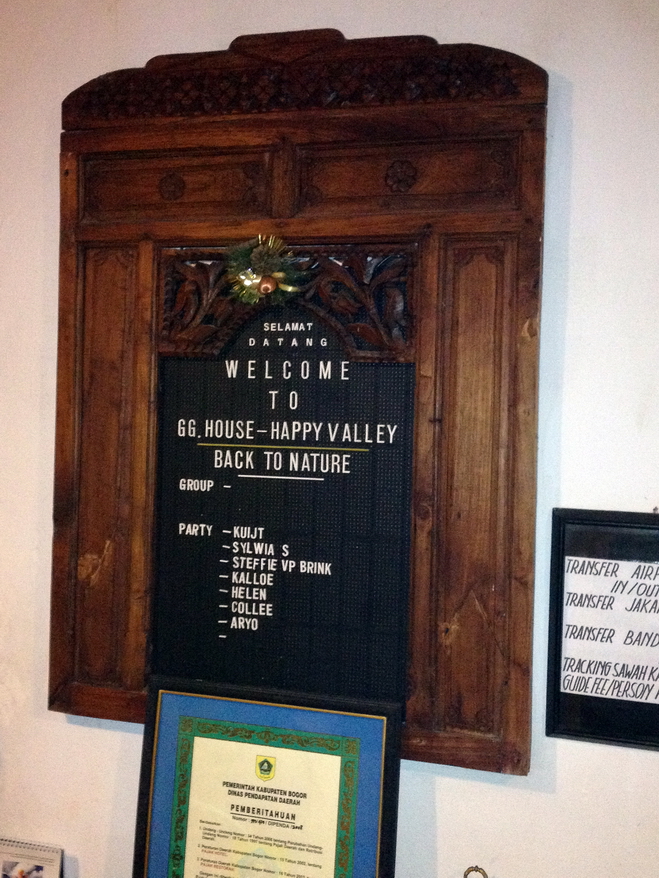 SELAMAT
DATANG
WELCOME
TO
GG. HOUSE-HAPPY VALLEY
BACK TO NATURE
GROUP -
PARTY -KUIJT
-SYLWIA S
-STEFFIE VP BRINK
-KALLOE
-HELEN
-COLLEE
-ARYO
-
TRANSFER AIRP
IN/OUT
TRANSFER JAKA
TRANSFER BAND
TRACKING SAWAH KA
GUIDE FEE/PERSON
PEMERINTAH KABUPATEN BOGOR
DINAS PENDAPATAN DAERAH
PEMBERITAHUAN